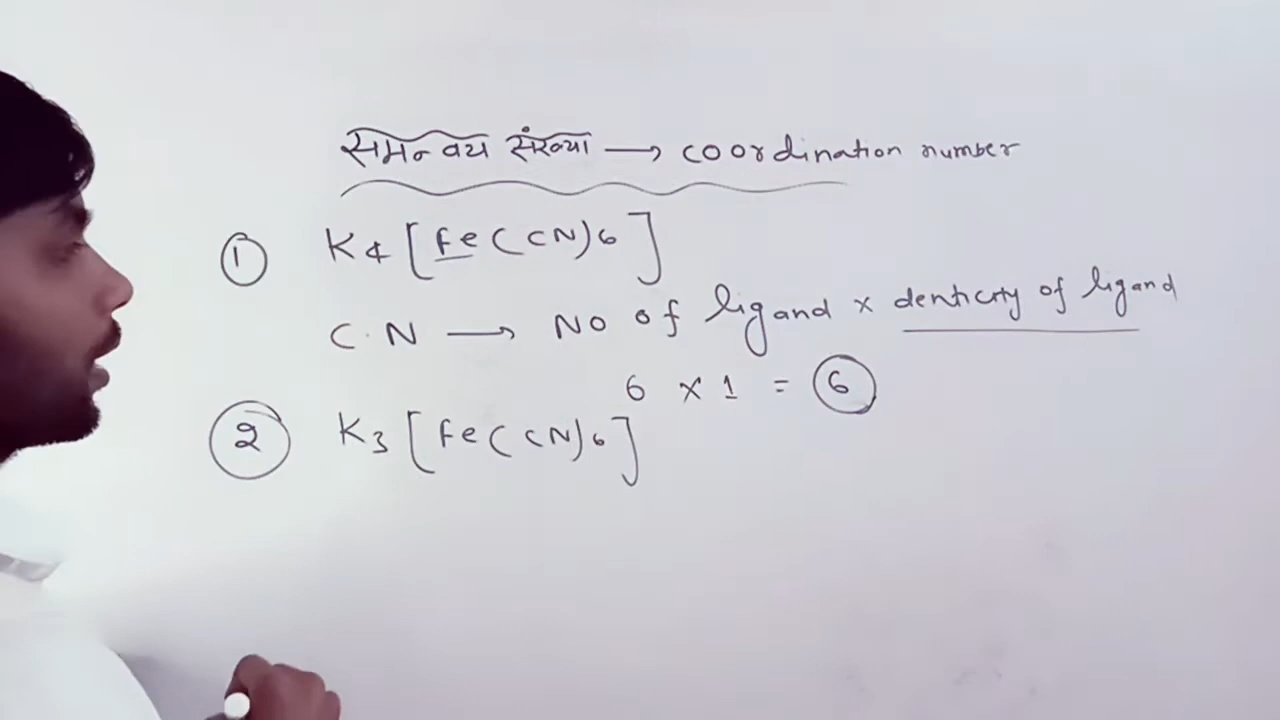 समन्वय संख्या → coordination number
① K4[Fe(CN)6]
C.N → No of ligand × denticity of ligand
6 × 1 = 6
② K3[Fe(CN)6]